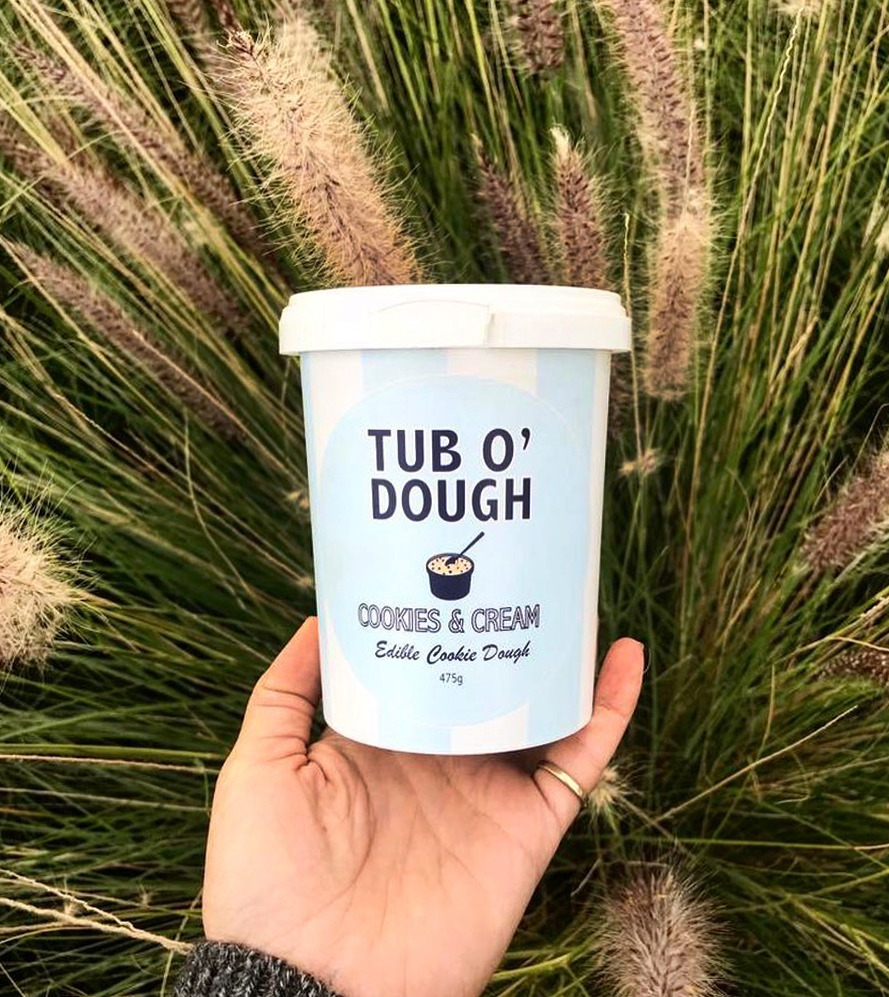 TUB O'
DOUGH
COOKIES & CREAM
Edible Cookie Dough
475g